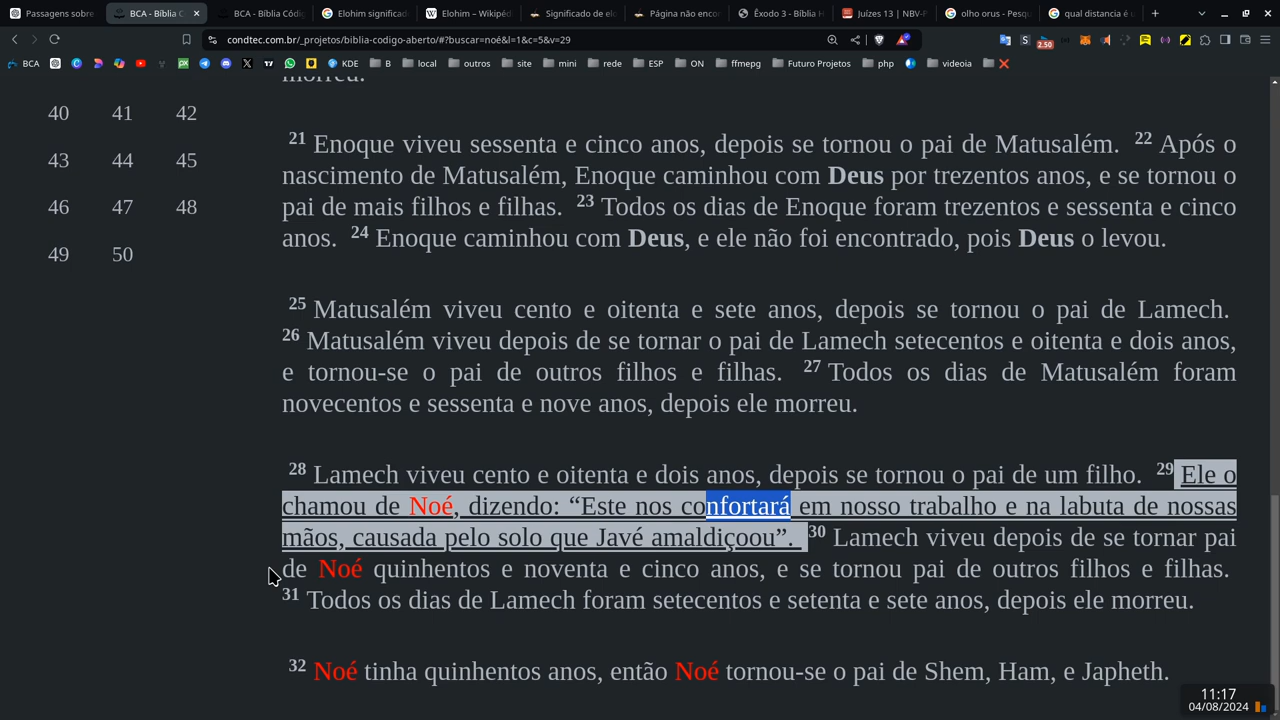 Passagens sobre
BCA - Bíblia C
BCA - Bíblia Códig
Elohim significad
Elohim – Wikipéd
Significado de elo
Página não enco
Êxodo 3 - Bíblia H
Juízes 13 | NBV-P
olho orus - Pesqu
qual distancia é u
condtec.com.br/_projetos/biblia-codigo-aberto/#?buscar=noé&l=1&c=5&v=29
2.50
BCA
KDE
B
local
outros
site
mini
rede
ESP
ON
ffmepg
Futuro Projetos
php
videoia
morreu.
40 41 42
43 44 45
46 47 48
49 50
21 Enoque viveu sessenta e cinco anos, depois se tornou o pai de Matusalém. 22 Após o
nascimento de Matusalém, Enoque caminhou com Deus por trezentos anos, e se tornou o
pai de mais filhos e filhas. 23 Todos os dias de Enoque foram trezentos e sessenta e cinco
anos. 24 Enoque caminhou com Deus, e ele não foi encontrado, pois Deus o levou.
25 Matusalém viveu cento e oitenta e sete anos, depois se tornou o pai de Lamech.
26 Matusalém viveu depois de se tornar o pai de Lamech setecentos e oitenta e dois anos,
e tornou-se o pai de outros filhos e filhas. 27 Todos os dias de Matusalém foram
novecentos e sessenta e nove anos, depois ele morreu.
28 Lamech viveu cento e oitenta e dois anos, depois se tornou o pai de um filho. 29 Ele o
chamou de Noé, dizendo: “Este nos confortará em nosso trabalho e na labuta de nossas
mãos, causada pelo solo que Javé amaldiçoou”. 30 Lamech viveu depois de se tornar pai
de Noé quinhentos e noventa e cinco anos, e se tornou pai de outros filhos e filhas.
31 Todos os dias de Lamech foram setecentos e setenta e sete anos, depois ele morreu.
32 Noé tinha quinhentos anos, então Noé tornou-se o pai de Shem, Ham, e Japheth.
11:17
04/08/2024